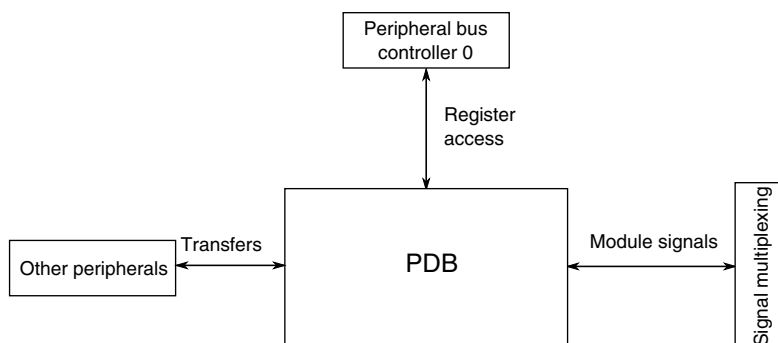 Peripheral bus
controller 0
Register
access
Signal multiplexing
Transfers
Module signals
PDB
Other peripherals